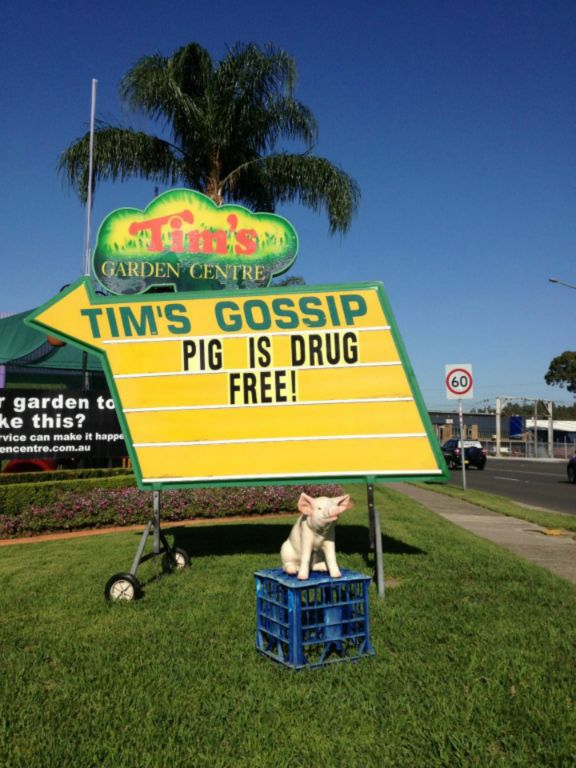 Tim's
GARDEN CENTRE
TIM'S GOSSIP
PIG IS DRUG
FREE!
60
r garden to
ke this?
rvice can make it happe
encentre.com.au